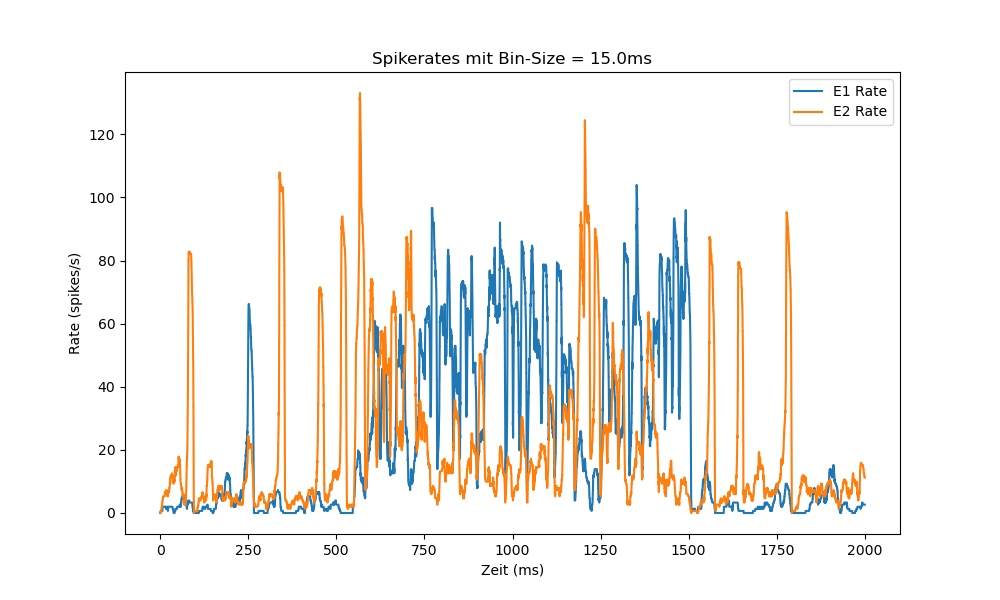 Spikerates mit Bin-Size = 15.0ms
E1 Rate
E2 Rate
Rate (spikes/s)
120
100
80
60
40
20
0
0 250 500 750 1000 1250 1500 1750 2000
Zeit (ms)